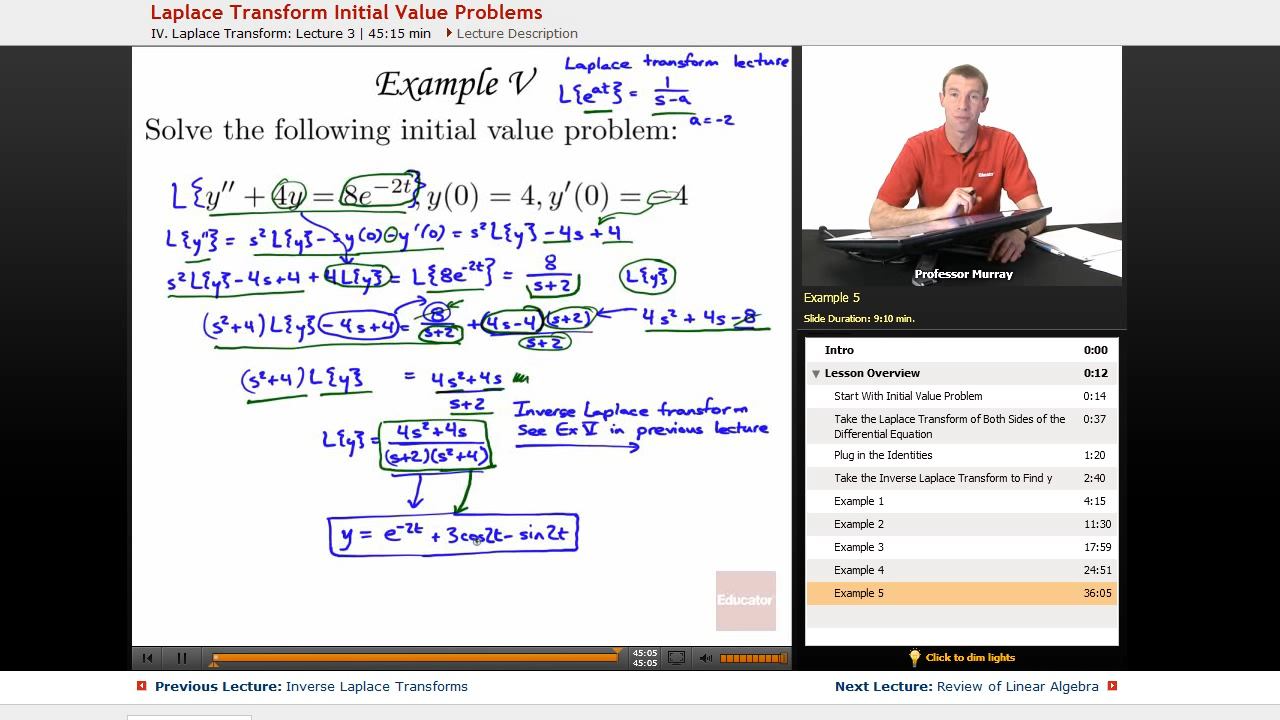 Laplace Transform Initial Value Problems
IV. Laplace Transform: Lecture 3 | 45:15 min Lecture Description
Laplace transform lecture
Example V
L{e^{at}} = 1/(s-a)
a=-2
Solve the following initial value problem:
L{y″ + 4y = 8e^{−2t}}, y(0) = 4, y′(0) = −4
L{y″} = s²L{y} - sy(0) - y'(0) = s²L{y} - 4s + 4
s²L{y} - 4s + 4 + 4L{y} = L{8e^{-2t}} = 8/(s+2) L{y}
(s²+4)L{y} - 4s + 4 = 8/(s+2) + (4s-4)(s+2)/(s+2) ← 4s² + 4s - 8
(s²+4)L{y} = (4s²+4s)/(s+2)
Inverse Laplace transform
See Ex V in previous lecture
L{y} = (4s²+4s)/((s+2)(s²+4))
y = e^{-2t} + 3cos2t - sin2t
Educator
45:05
45:05
Professor Murray
Example 5
Slide Duration: 9:10 min.
Intro 0:00
Lesson Overview 0:12
Start With Initial Value Problem 0:14
Take the Laplace Transform of Both Sides of the 0:37
Differential Equation
Plug in the Identities 1:20
Take the Inverse Laplace Transform to Find y 2:40
Example 1 4:15
Example 2 11:30
Example 3 17:59
Example 4 24:51
Example 5 36:05
Click to dim lights
Previous Lecture: Inverse Laplace Transforms
Next Lecture: Review of Linear Algebra